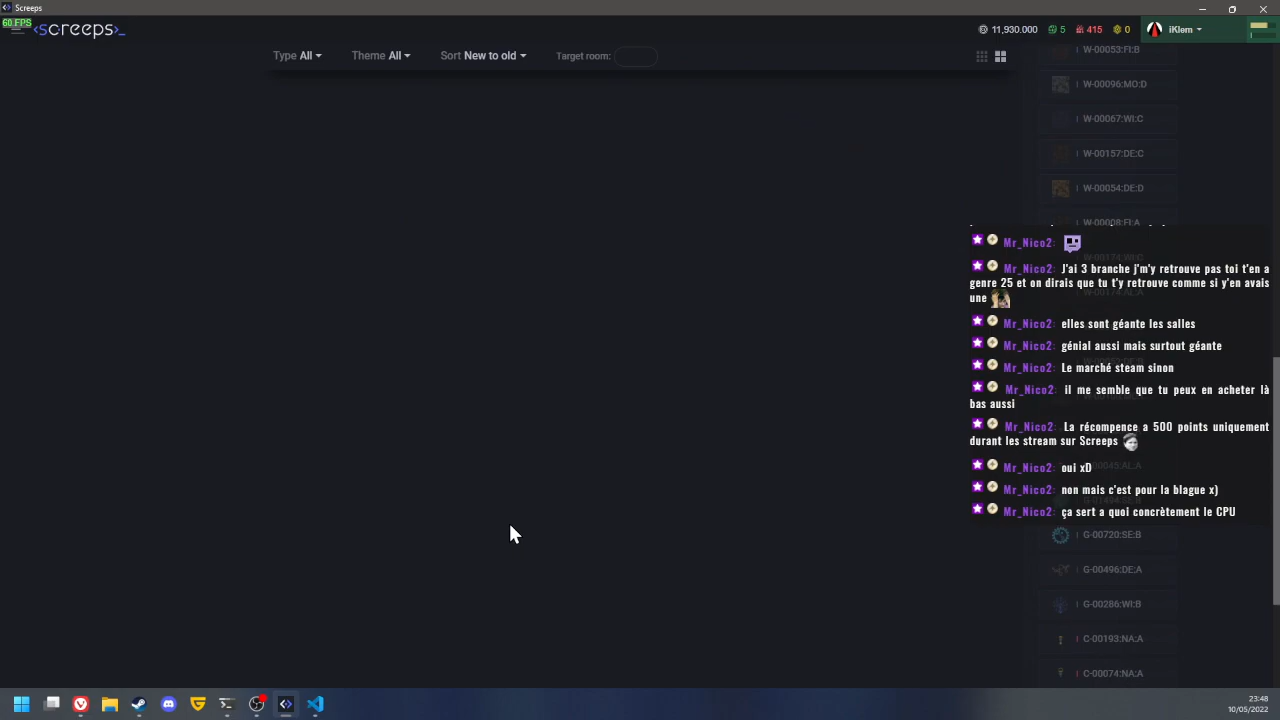 Screeps
60 FPS
<screeps>_
11,930.000
5
415
0
iKlem
Type All
Theme All
Sort New to old
Target room:
W-00053:FI:B
W-00096:MO:D
W-00067:WI:C
W-00157:DE:C
W-00054:DE:D
W-00008:FI:A
Mr_Nico2:
Mr_Nico2: J'ai 3 branche j'm'y retrouve pas toi t'en a
genre 25 et on dirais que tu t'y retrouve comme si y'en avais
une
Mr_Nico2: elles sont géante les salles
Mr_Nico2: génial aussi mais surtout géante
Mr_Nico2: Le marché steam sinon
Mr_Nico2: il me semble que tu peux en acheter là
bas aussi
Mr_Nico2: La récompence a 500 points uniquement
durant les stream sur Screeps
Mr_Nico2: oui xD
Mr_Nico2: non mais c'est pour la blague x)
Mr_Nico2: ça sert a quoi concrètement le CPU
G-00720:SE:B
G-00496:DE:A
G-00286:WI:B
C-00193:NA:A
C-00074:NA:A
23:48
10/05/2022